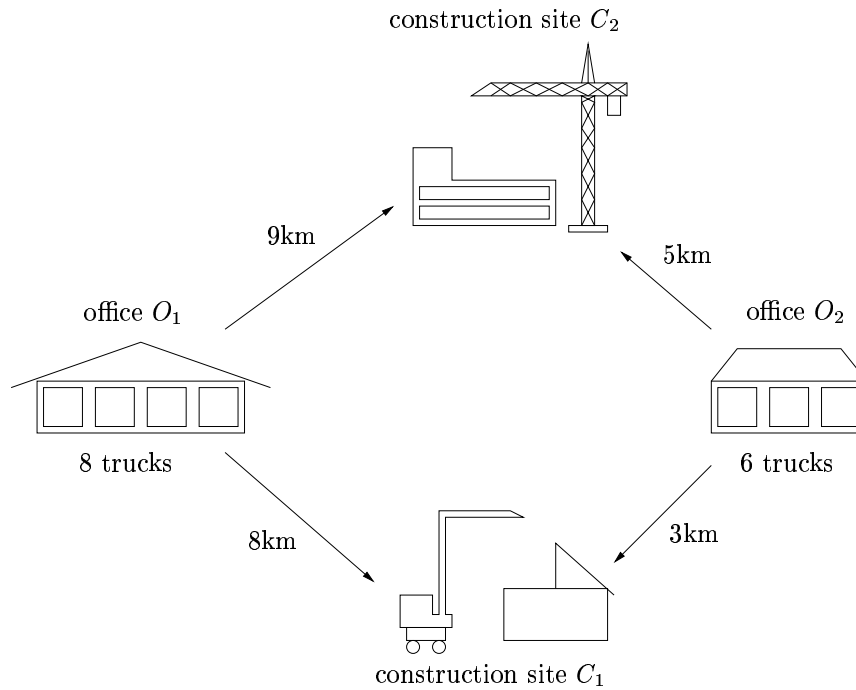 construction site C₂
9km
5km
office O₁
office O₂
8 trucks
6 trucks
8km
3km
construction site C₁